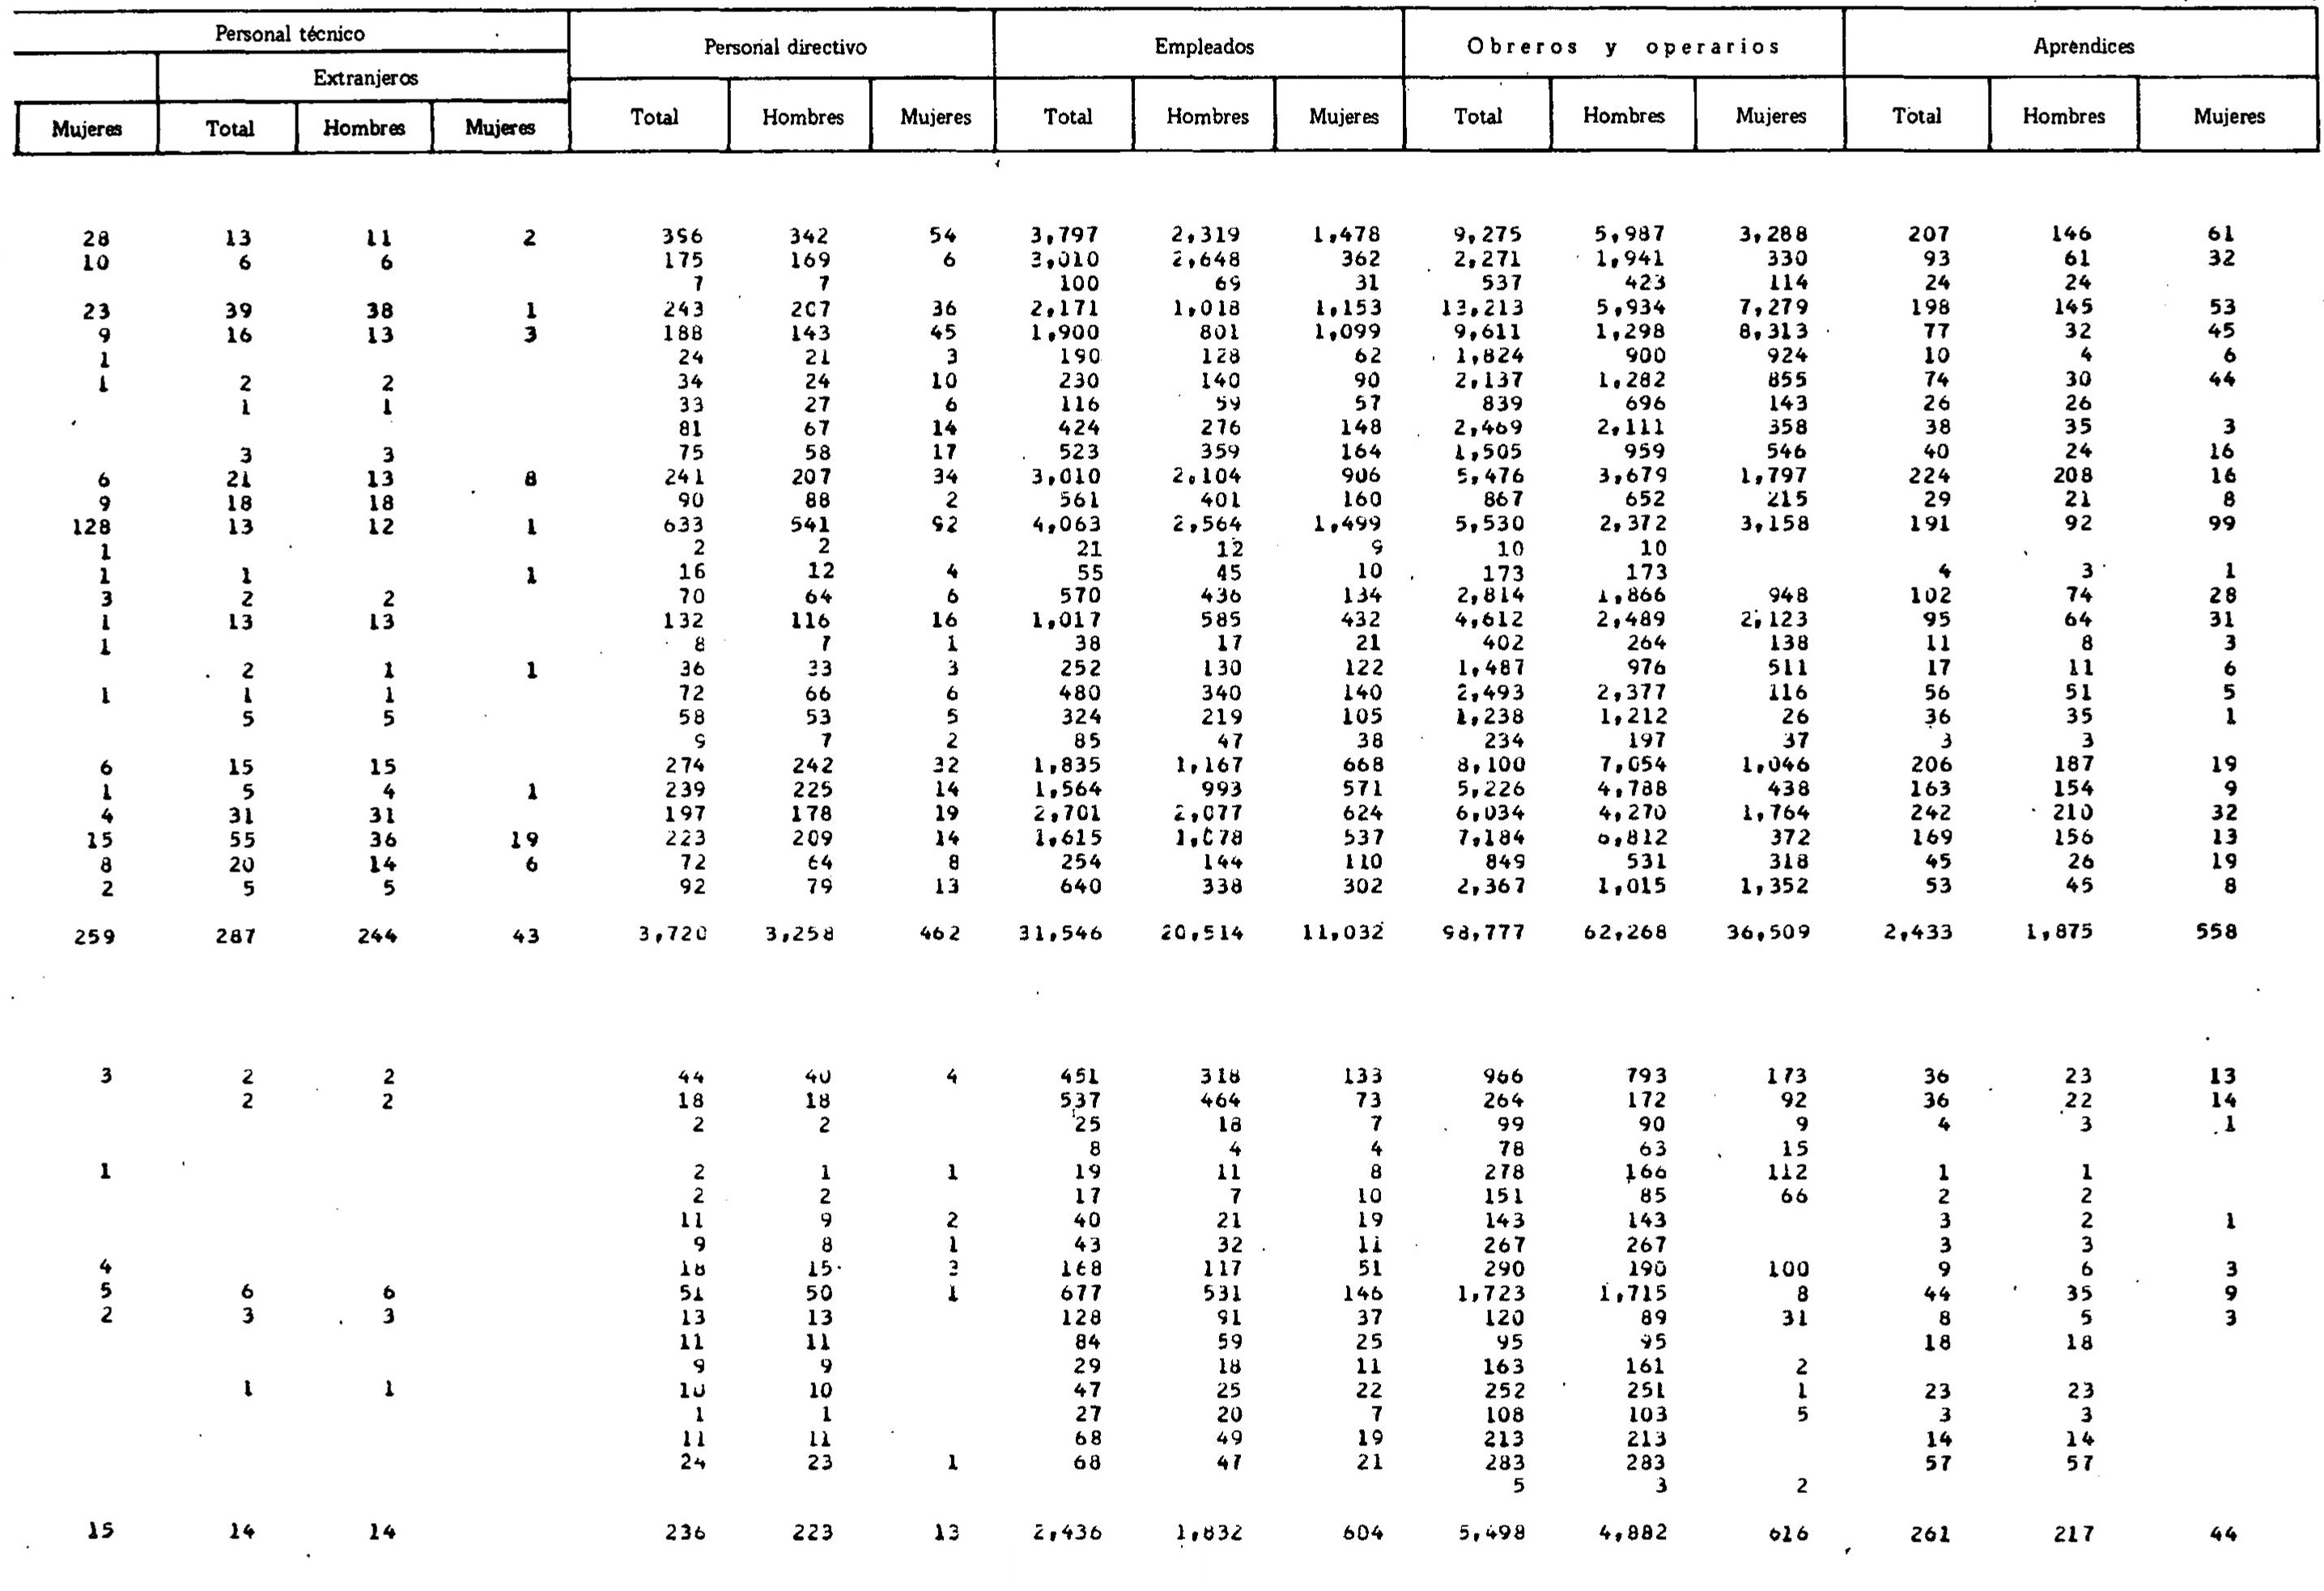 Personal técnico Personal directivo Empleados Obreros y operarios Aprendices
Extranjeros
Mujeres Total Hombres Mujeres Total Hombres Mujeres Total Hombres Mujeres Total Hombres Mujeres Total Hombres Mujeres
28 13 11 2 396 342 54 3,797 2,319 1,478 9,275 5,987 3,288 207 146 61
10 6 6 175 169 6 3,010 2,648 362 2,271 1,941 330 93 61 32
7 7 100 69 31 537 423 114 24 24
23 39 38 1 243 207 36 2,171 1,018 1,153 13,213 5,934 7,279 198 145 53
9 16 13 3 188 143 45 1,900 801 1,099 9,611 1,298 8,313 77 32 45
1 24 21 3 190 128 62 1,824 900 924 10 4 6
1 2 2 34 24 10 230 140 90 2,137 1,282 855 74 30 44
1 1 33 27 6 116 59 57 839 696 143 26 26
81 67 14 424 276 148 2,469 2,111 358 38 35 3
3 3 75 58 17 523 359 164 1,505 959 546 40 24 16
6 21 13 8 241 207 34 3,010 2,104 906 5,476 3,679 1,797 224 208 16
9 18 18 90 88 2 561 401 160 867 652 215 29 21 8
128 13 12 1 633 541 92 4,063 2,564 1,499 5,530 2,372 3,158 191 92 99
1 2 2 21 12 9 10 10
1 1 1 16 12 4 55 45 10 173 173 4 3 1
3 2 2 70 64 6 570 436 134 2,814 1,866 948 102 74 28
1 13 13 132 116 16 1,017 585 432 4,612 2,489 2,123 95 64 31
1 8 7 1 38 17 21 402 264 138 11 8 3
2 1 1 36 33 3 252 130 122 1,487 976 511 17 11 6
1 1 1 72 66 6 480 340 140 2,493 2,377 116 56 51 5
5 5 58 53 5 324 219 105 1,238 1,212 26 36 35 1
9 7 2 85 47 38 234 197 37 3 3
6 15 15 274 242 32 1,835 1,167 668 8,100 7,054 1,046 206 187 19
1 5 4 1 239 225 14 1,564 993 571 5,226 4,788 438 163 154 9
4 31 31 197 178 19 2,701 2,077 624 6,034 4,270 1,764 242 210 32
15 55 36 19 223 209 14 1,615 1,078 537 7,184 6,812 372 169 156 13
8 20 14 6 72 64 8 254 144 110 849 531 318 45 26 19
2 5 5 92 79 13 640 338 302 2,367 1,015 1,352 53 45 8
259 287 244 43 3,720 3,258 462 31,546 20,514 11,032 98,777 62,268 36,509 2,433 1,875 558
3 2 2 44 40 4 451 318 133 966 793 173 36 23 13
2 2 18 18 537 464 73 264 172 92 36 22 14
2 2 25 18 7 99 90 9 4 3 1
8 4 4 78 63 15
1 2 1 1 19 11 8 278 166 112 1 1
2 2 17 7 10 151 85 66 2 2
11 9 2 40 21 19 143 143 3 2 1
9 8 1 43 32 11 267 267 3 3
4 18 15 3 168 117 51 290 190 100 9 6 3
5 6 6 51 50 1 677 531 146 1,723 1,715 8 44 35 9
2 3 3 13 13 128 91 37 120 89 31 8 5 3
11 11 84 59 25 95 95 18 18
9 9 29 18 11 163 161 2
1 1 10 10 47 25 22 252 251 1 23 23
1 1 27 20 7 108 103 5 3 3
11 11 68 49 19 213 213 14 14
24 23 1 68 47 21 283 283 57 57
5 3 2
15 14 14 236 223 13 2,436 1,832 604 5,498 4,882 616 261 217 44